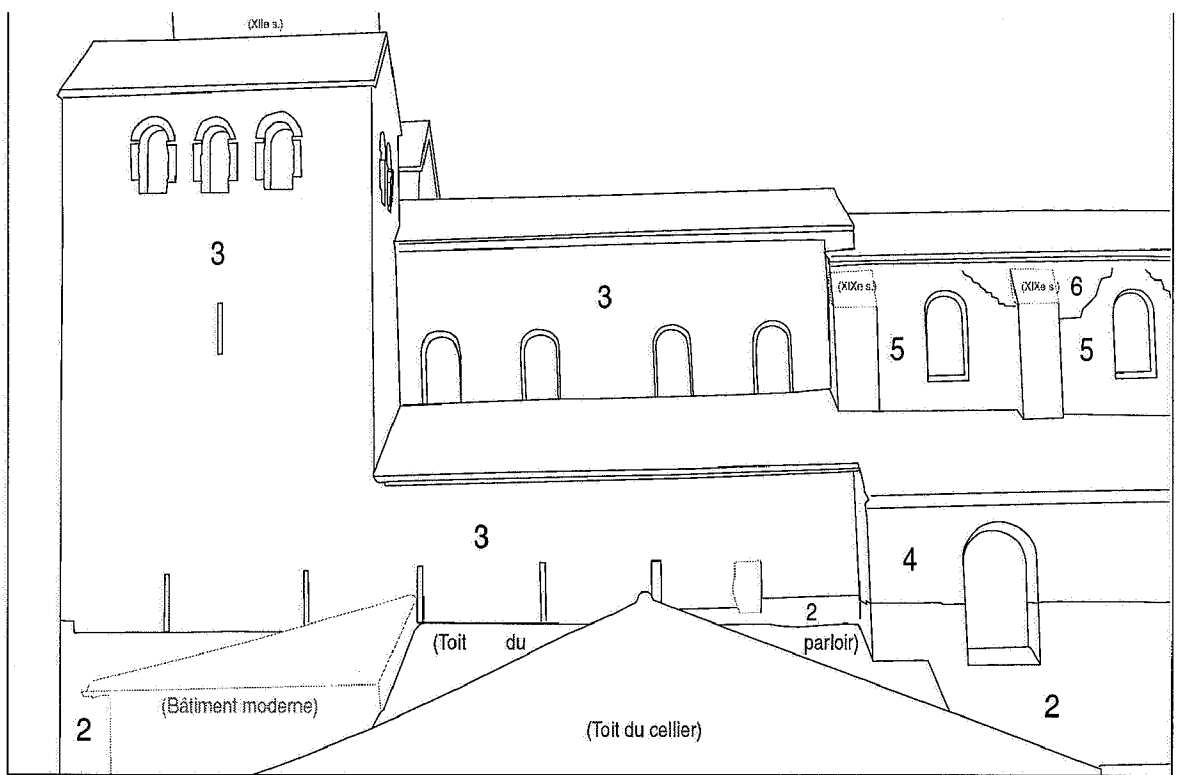 (XIIe s.)
3
3
(XIXe s.)
(XIXe s.)
6
5
5
3
4
2
(Toit du parloir)
(Bâtiment moderne)
2
2
(Toit du cellier)